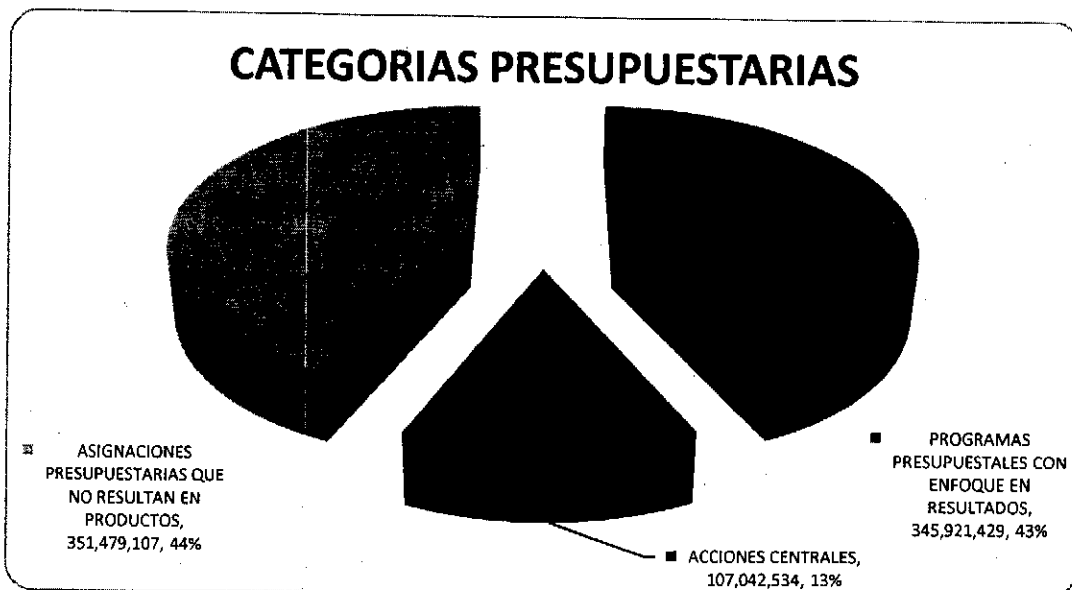 CATEGORIAS PRESUPUESTARIAS
ASIGNACIONES
PRESUPUESTARIAS QUE
NO RESULTAN EN
PRODUCTOS,
351,479,107, 44%
PROGRAMAS
PRESUPUESTALES CON
ENFOQUE EN
RESULTADOS,
345,921,429, 43%
ACCIONES CENTRALES,
107,042,534, 13%